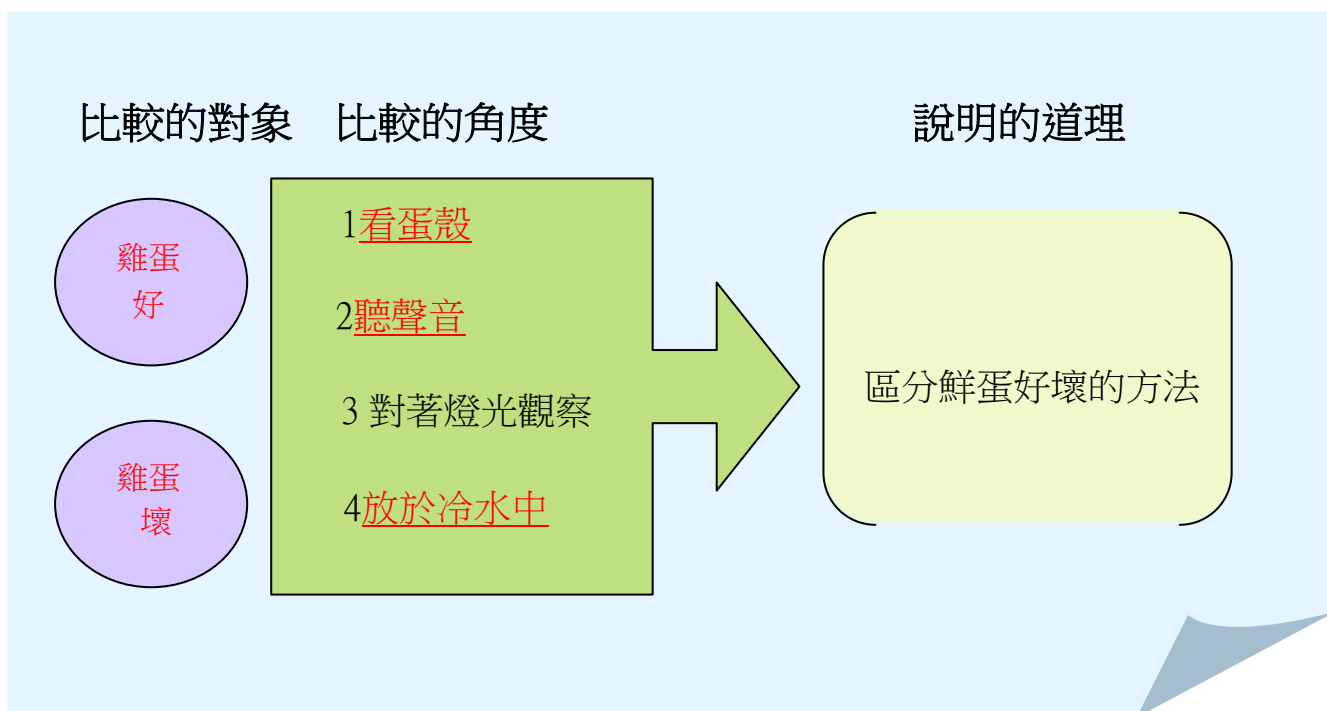 比較的對象 比較的角度 說明的道理
雞蛋
好
雞蛋
壞
1看蛋殼
2聽聲音
3 對著燈光觀察
4放於冷水中
區分鮮蛋好壞的方法